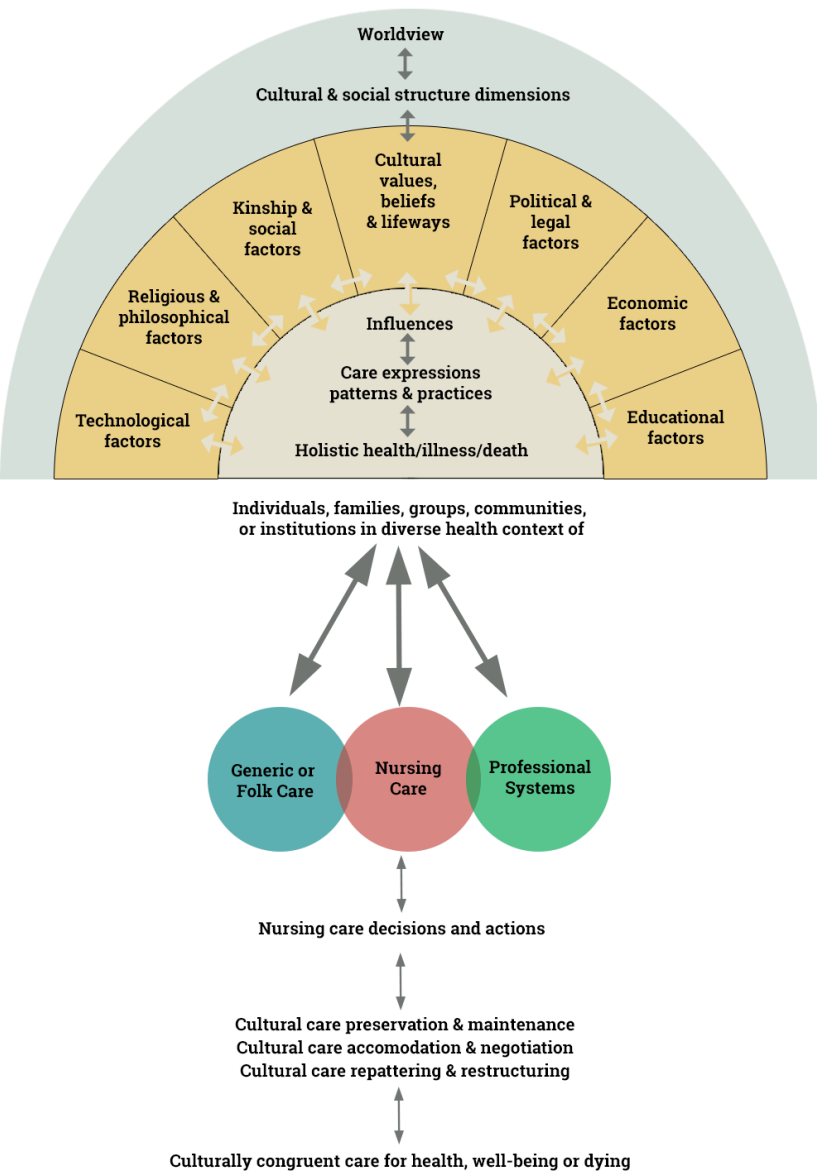 Worldview
Cultural & social structure dimensions
Cultural
values,
beliefs
& lifeways
Kinship &
social
factors
Political &
legal
factors
Religious &
philosophical
factors
Economic
factors
Technological
factors
Educational
factors
Influences
Care expressions
patterns & practices
Holistic health/illness/death
Individuals, families, groups, communities,
or institutions in diverse health context of
Generic or
Folk Care
Nursing
Care
Professional
Systems
Nursing care decisions and actions
Cultural care preservation & maintenance
Cultural care accomodation & negotiation
Cultural care repattering & restructuring
Culturally congruent care for health, well-being or dying